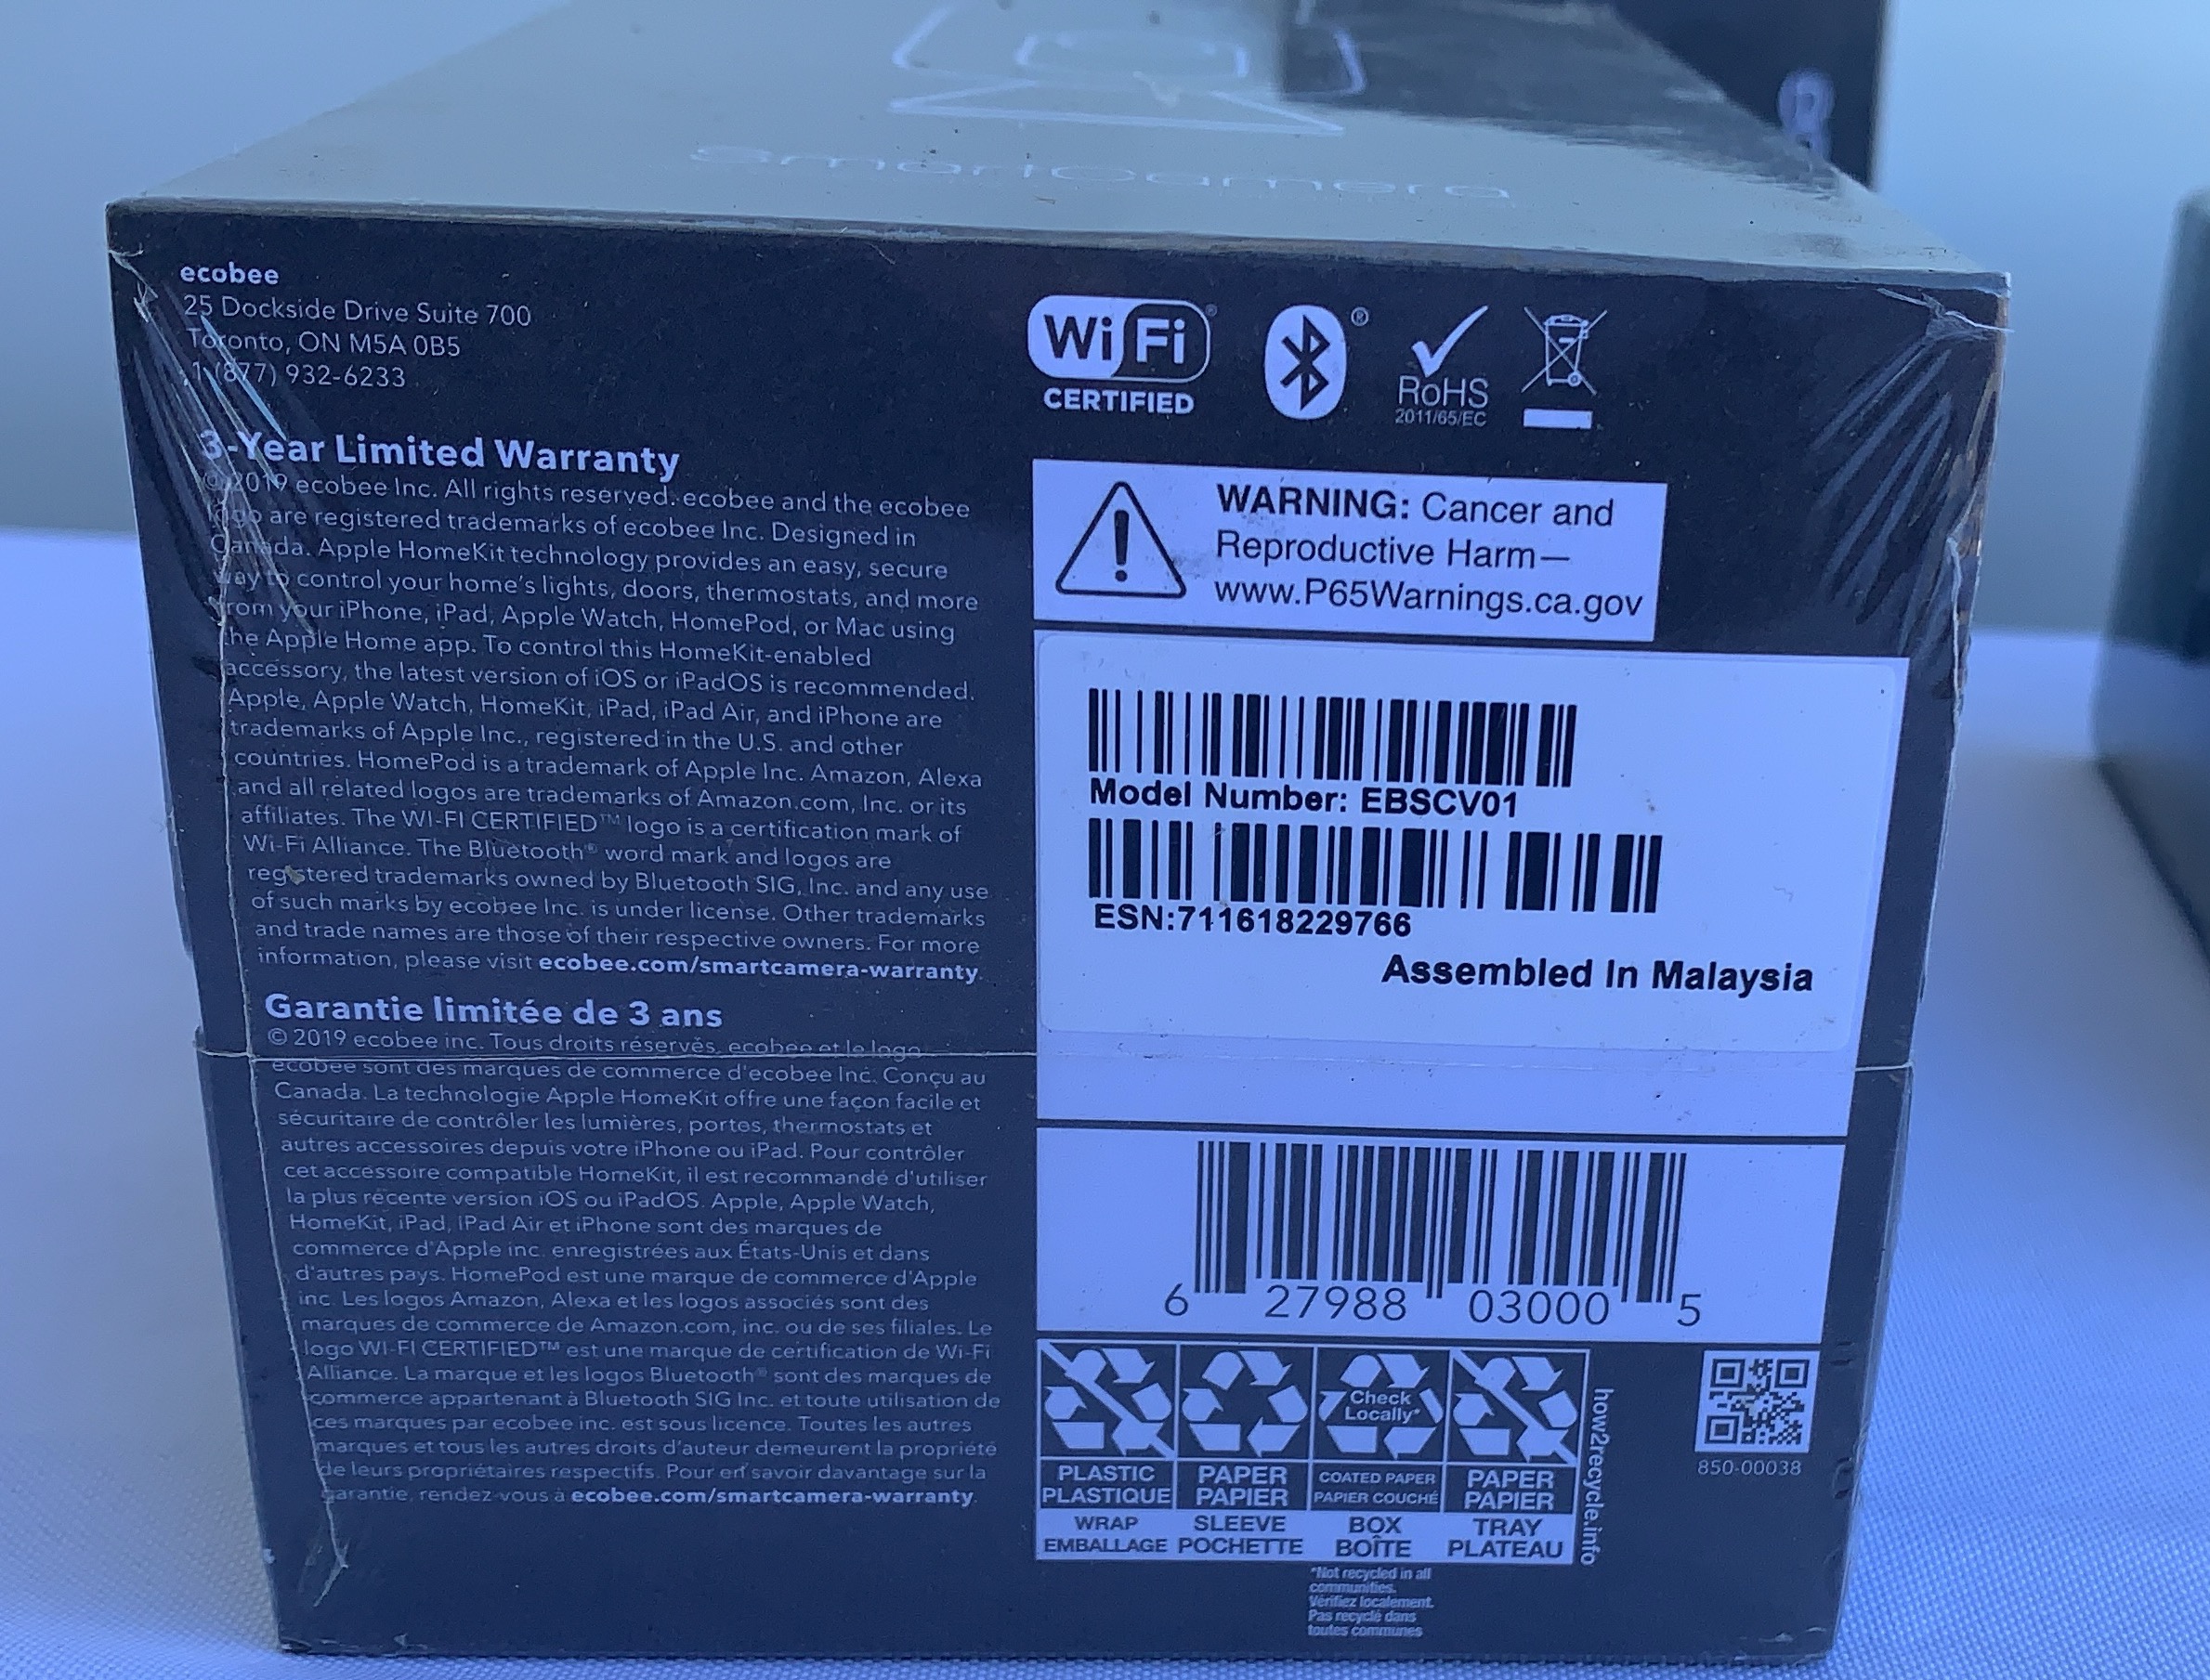 SmartCamera
ecobee
25 Dockside Drive Suite 700
Toronto, ON M5A 0B5
1 (877) 932-6233
3-Year Limited Warranty
© 2019 ecobee Inc. All rights reserved. ecobee and the ecobee
logo are registered trademarks of ecobee Inc. Designed in
Canada. Apple HomeKit technology provides an easy, secure
way to control your home's lights, doors, thermostats, and more
from your iPhone, iPad, Apple Watch, HomePod, or Mac using
the Apple Home app. To control this HomeKit-enabled
accessory, the latest version of iOS or iPadOS is recommended.
Apple, Apple Watch, HomeKit, iPad, iPad Air, and iPhone are
trademarks of Apple Inc., registered in the U.S. and other
countries. HomePod is a trademark of Apple Inc. Amazon, Alexa
and all related logos are trademarks of Amazon.com, Inc. or its
affiliates. The WI-FI CERTIFIED™ logo is a certification mark of
Wi-Fi Alliance. The Bluetooth® word mark and logos are
registered trademarks owned by Bluetooth SIG, Inc. and any use
of such marks by ecobee Inc. is under license. Other trademarks
and trade names are those of their respective owners. For more
information, please visit ecobee.com/smartcamera-warranty.
Garantie limitée de 3 ans
© 2019 ecobee inc. Tous droits réservés. ecobee et le logo
ecobee sont des marques de commerce d'ecobee Inc. Conçu au
Canada. La technologie Apple HomeKit offre une façon facile et
sécuritaire de contrôler les lumières, portes, thermostats et
autres accessoires depuis votre iPhone ou iPad. Pour contrôler
cet accessoire compatible HomeKit, il est recommandé d'utiliser
la plus récente version iOS ou iPadOS. Apple, Apple Watch,
HomeKit, iPad, iPad Air et iPhone sont des marques de
commerce d'Apple inc. enregistrées aux États-Unis et dans
d'autres pays. HomePod est une marque de commerce d'Apple
inc. Les logos Amazon, Alexa et les logos associés sont des
marques de commerce de Amazon.com, inc. ou de ses filiales. Le
logo WI-FI CERTIFIED™ est une marque de certification de Wi-Fi
Alliance. La marque et les logos Bluetooth® sont des marques de
commerce appartenant à Bluetooth SIG Inc. et toute utilisation de
ces marques par ecobee inc. est sous licence. Toutes les autres
marques et tous les autres droits d'auteur demeurent la propriété
de leurs propriétaires respectifs. Pour en savoir davantage sur la
garantie, rendez-vous à ecobee.com/smartcamera-warranty.
Wi Fi ®
CERTIFIED
®
RoHS
2011/65/EC
WARNING: Cancer and
Reproductive Harm—
www.P65Warnings.ca.gov
Model Number: EBSCV01
ESN:711618229766
Assembled In Malaysia
6 27988 03000 5
Check
Locally*
PLASTIC PAPER COATED PAPER PAPER
PLASTIQUE PAPIER PAPIER COUCHÉ PAPIER
WRAP SLEEVE BOX TRAY
EMBALLAGE POCHETTE BOÎTE PLATEAU
how2recycle.info
*Not recycled in all
communities.
Vérifiez localement.
Pas recyclé dans
toutes communes
850-00038